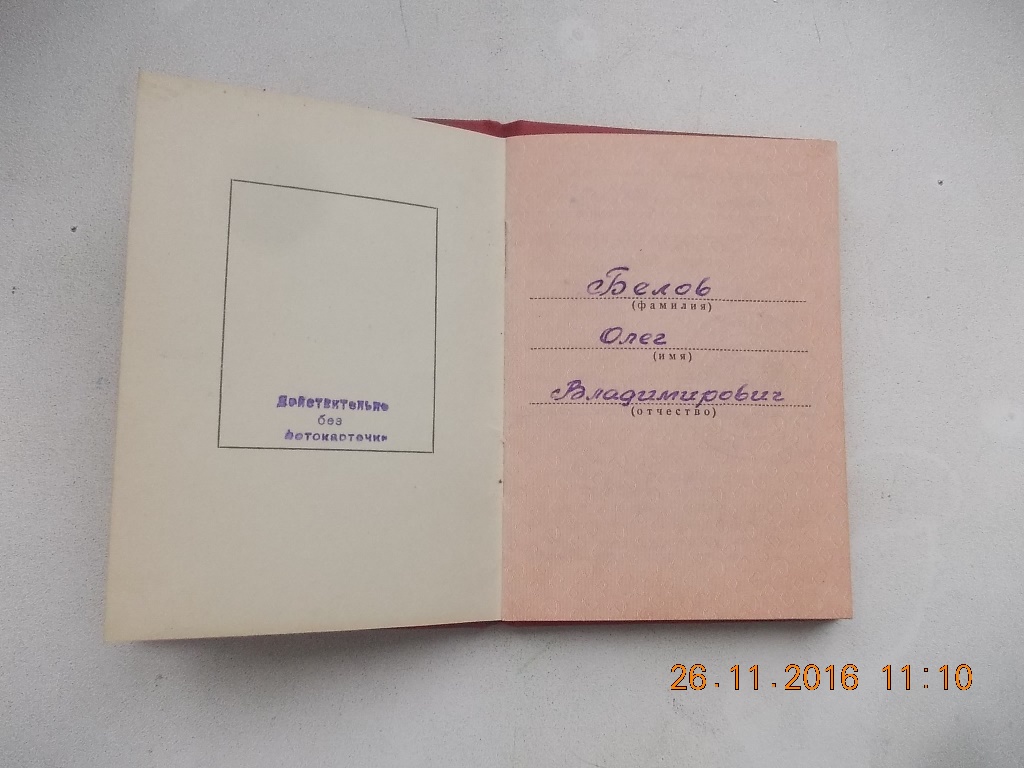 Действительно
без
фотокарточки
Белов
(фамилия)
Олег
(имя)
Владимирович
(отчество)
26.11.2016 11:10